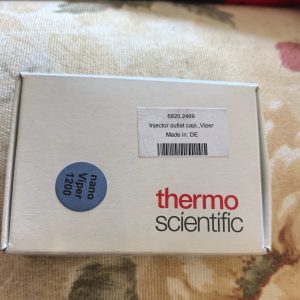 6820.2469
Injector outlet capi.,Viper
Made in: DE
nano
Viper
1200
thermo
scientific